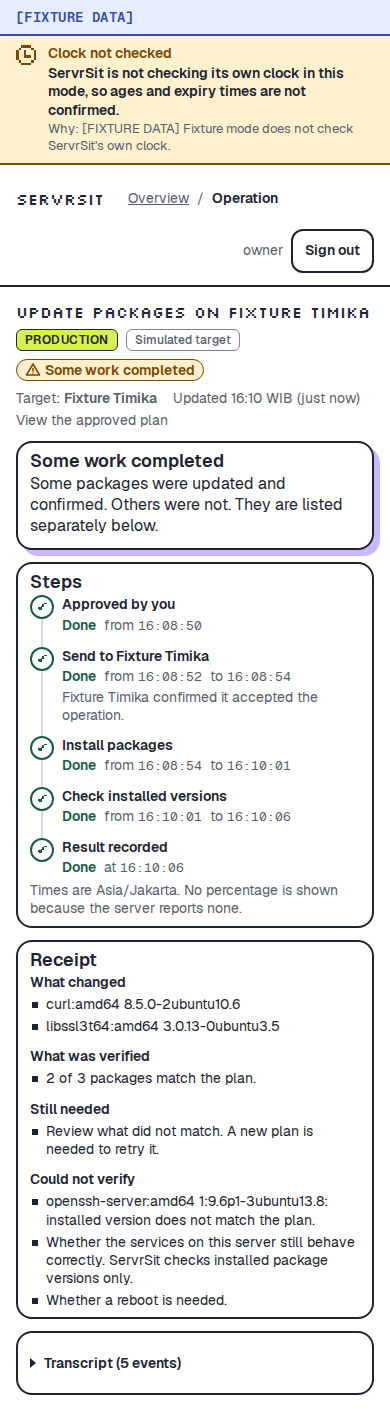 [FIXTURE DATA]
Clock not checked
ServrSit is not checking its own clock in this
mode, so ages and expiry times are not
confirmed.
Why: [FIXTURE DATA] Fixture mode does not check
ServrSit's own clock.
SERVRSIT Overview / Operation
owner Sign out
UPDATE PACKAGES ON FIXTURE TIMIKA
PRODUCTION Simulated target
Some work completed
Target: Fixture Timika Updated 16:10 WIB (just now)
View the approved plan
Some work completed
Some packages were updated and
confirmed. Others were not. They are listed
separately below.
Steps
Approved by you
Done from 16:08:50
Send to Fixture Timika
Done from 16:08:52 to 16:08:54
Fixture Timika confirmed it accepted the
operation.
Install packages
Done from 16:08:54 to 16:10:01
Check installed versions
Done from 16:10:01 to 16:10:06
Result recorded
Done at 16:10:06
Times are Asia/Jakarta. No percentage is shown
because the server reports none.
Receipt
What changed
curl:amd64 8.5.0-2ubuntu10.6
libssl3t64:amd64 3.0.13-0ubuntu3.5
What was verified
2 of 3 packages match the plan.
Still needed
Review what did not match. A new plan is
needed to retry it.
Could not verify
openssh-server:amd64 1:9.6p1-3ubuntu13.8:
installed version does not match the plan.
Whether the services on this server still behave
correctly. ServrSit checks installed package
versions only.
Whether a reboot is needed.
Transcript (5 events)